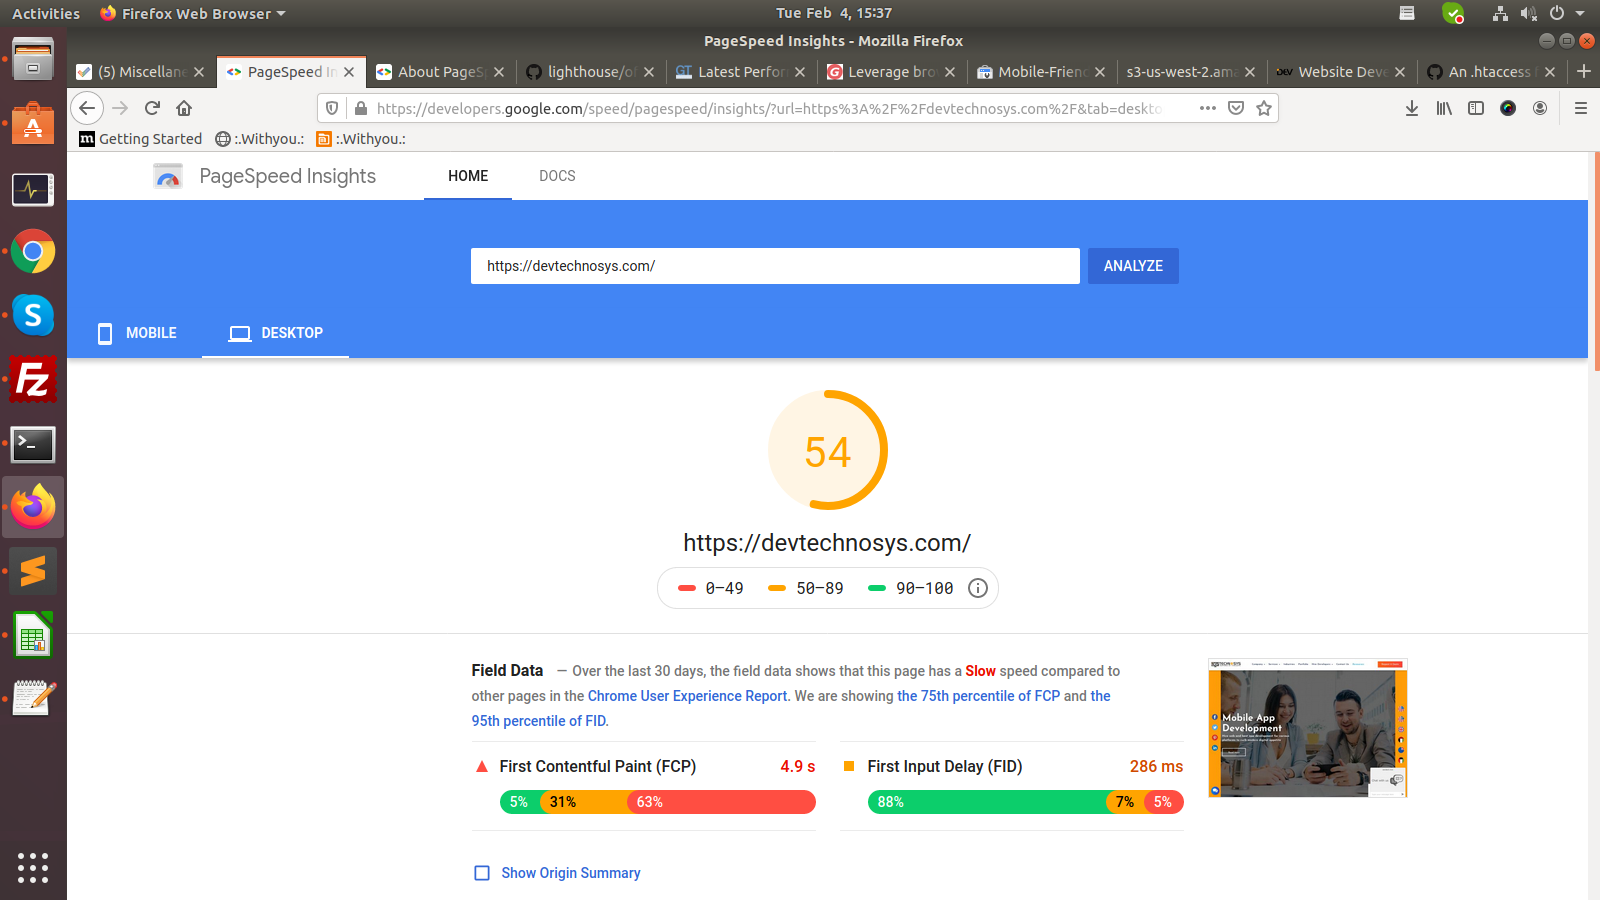 Activities
Firefox Web Browser
Tue Feb 4, 15:37
PageSpeed Insights - Mozilla Firefox
(5) Miscellane
PageSpeed In
About PageSp
lighthouse/o
Latest Perfor
Leverage bro
Mobile-Frien
s3-us-west-2.ama
DEV Website Deve
An .htaccess
https://developers.google.com/speed/pagespeed/insights/?url=https%3A%2F%2Fdevtechnosys.com%2F&tab=deskto
Getting Started
:.Withyou.:
:.Withyou.:
PageSpeed Insights
HOME
DOCS
https://devtechnosys.com/
ANALYZE
MOBILE
DESKTOP
54
https://devtechnosys.com/
0–49
50–89
90–100
Field Data — Over the last 30 days, the field data shows that this page has a Slow speed compared to
other pages in the Chrome User Experience Report. We are showing the 75th percentile of FCP and the
95th percentile of FID.
First Contentful Paint (FCP)
4.9 s
First Input Delay (FID)
286 ms
5%
31%
63%
88%
7%
5%
Mobile App
Development
Show Origin Summary